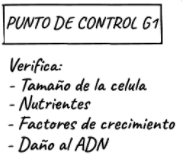 PUNTO DE CONTROL G1
Verifica:
- Tamaño de la celula
- Nutrientes
- Factores de crecimiento
- Daño al ADN